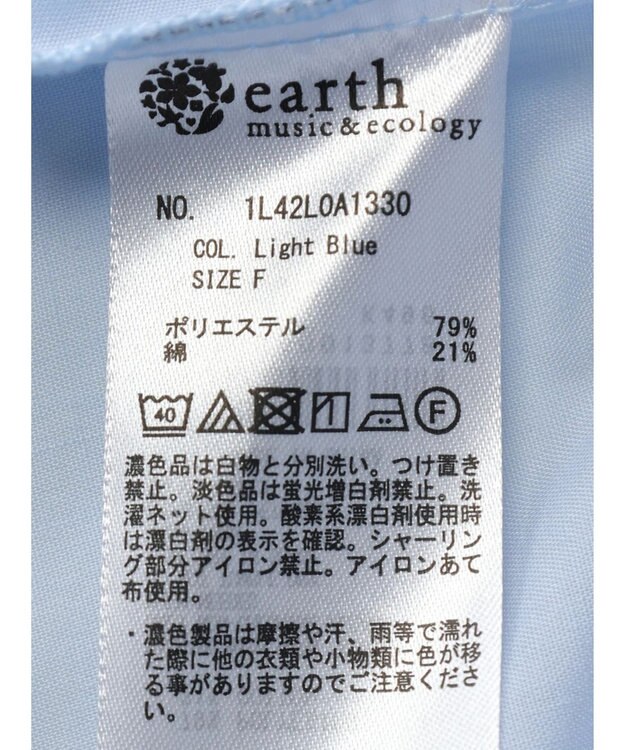 earth
music&ecology
NO. 1L42L0A1330
COL. Light Blue
SIZE F
ポリエステル 79%
綿 21%
40 F
濃色品は白物と分別洗い。つけ置き
禁止。淡色品は蛍光増白剤禁止。洗
濯ネット使用。酸素系漂白剤使用時
は漂白剤の表示を確認。シャーリン
グ部分アイロン禁止。アイロンあて
布使用。
・濃色製品は摩擦や汗、雨等で濡れ
た際に他の衣類や小物類に色が移
る事がありますのでご注意くださ
い。